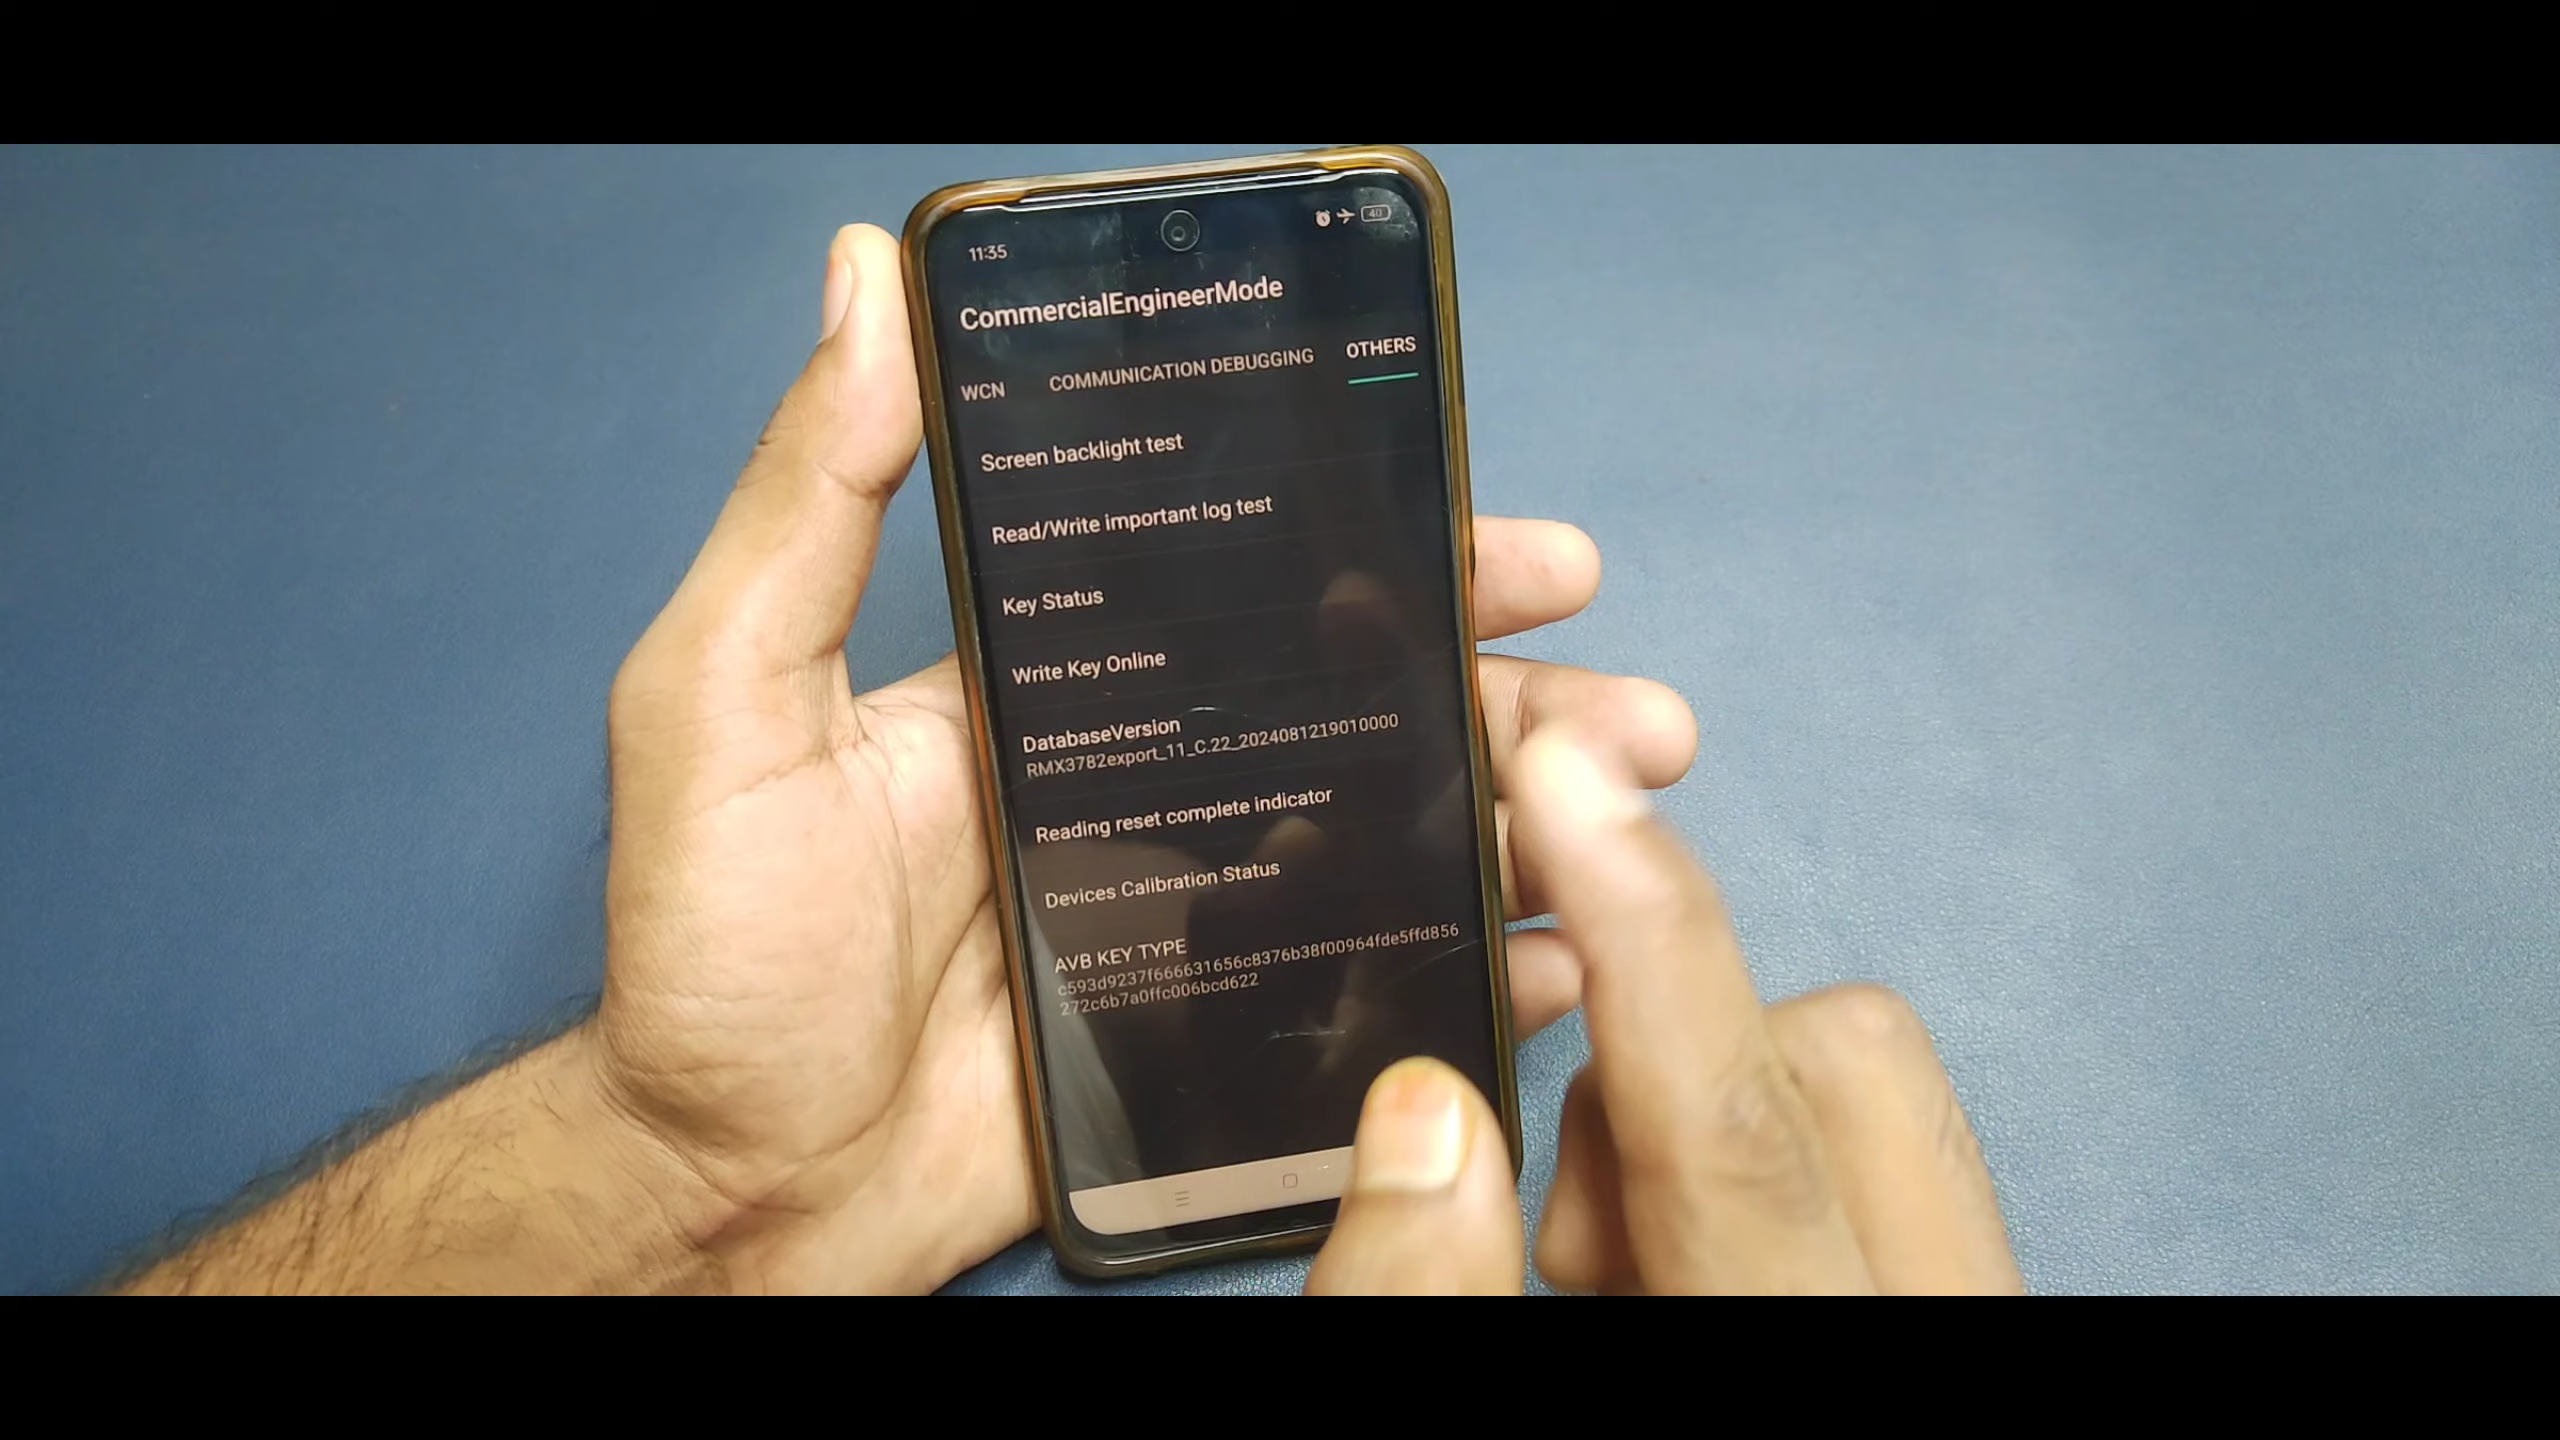 11:35
40
CommercialEngineerMode
WCN COMMUNICATION DEBUGGING OTHERS
Screen backlight test
Read/Write important log test
Key Status
Write Key Online
DatabaseVersion
RMX3782export_11_C.22_2024081219010000
Reading reset complete indicator
Devices Calibration Status
AVB KEY TYPE
c593d9237f666631656c8376b38f00964fde5ffd856
272c6b7a0ffc006bcd622